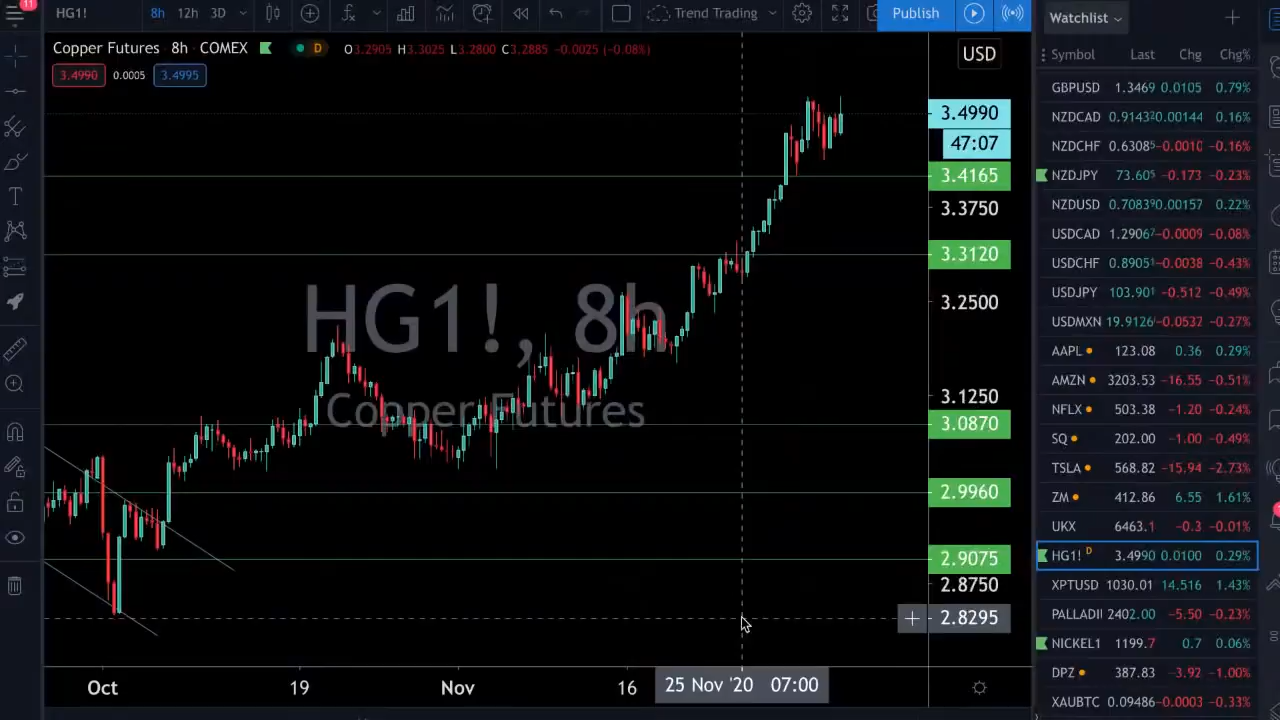 11
HG1!
8h 12h 3D
Trend Trading
Publish
Copper Futures · 8h · COMEX D O3.2905 H3.3025 L3.2800 C3.2885 -0.0025 (-0.08%)
3.4990 0.0005 3.4995
USD
3.4990
47:07
3.4165
3.3750
3.3120
3.2500
3.1250
3.0870
2.9960
2.9075
2.8750
2.8295
HG1!, 8h
Copper Futures
Oct 19 Nov 16 25 Nov '20 07:00
Watchlist
Symbol Last Chg Chg%
GBPUSD 1.3469 0.0105 0.79%
NZDCAD 0.91432 0.00144 0.16%
NZDCHF 0.63085 -0.0010 -0.16%
NZDJPY 73.605 -0.173 -0.23%
NZDUSD 0.70839 0.00157 0.22%
USDCAD 1.29067 -0.0009 -0.08%
USDCHF 0.89051 -0.0038 -0.43%
USDJPY 103.901 -0.512 -0.49%
USDMXN 19.9126 -0.0532 -0.27%
AAPL 123.08 0.36 0.29%
AMZN 3203.53 -16.55 -0.51%
NFLX 503.38 -1.20 -0.24%
SQ 202.00 -1.00 -0.49%
TSLA 568.82 -15.94 -2.73%
ZM 412.86 6.55 1.61%
UKX 6463.1 -0.3 -0.01%
HG1! D 3.4990 0.0100 0.29%
XPTUSD 1030.01 14.516 1.43%
PALLADI 2402.00 -5.50 -0.23%
NICKEL1 1199.7 0.7 0.06%
DPZ 387.83 -3.92 -1.00%
XAUBTC 0.09486 -0.0003 -0.33%